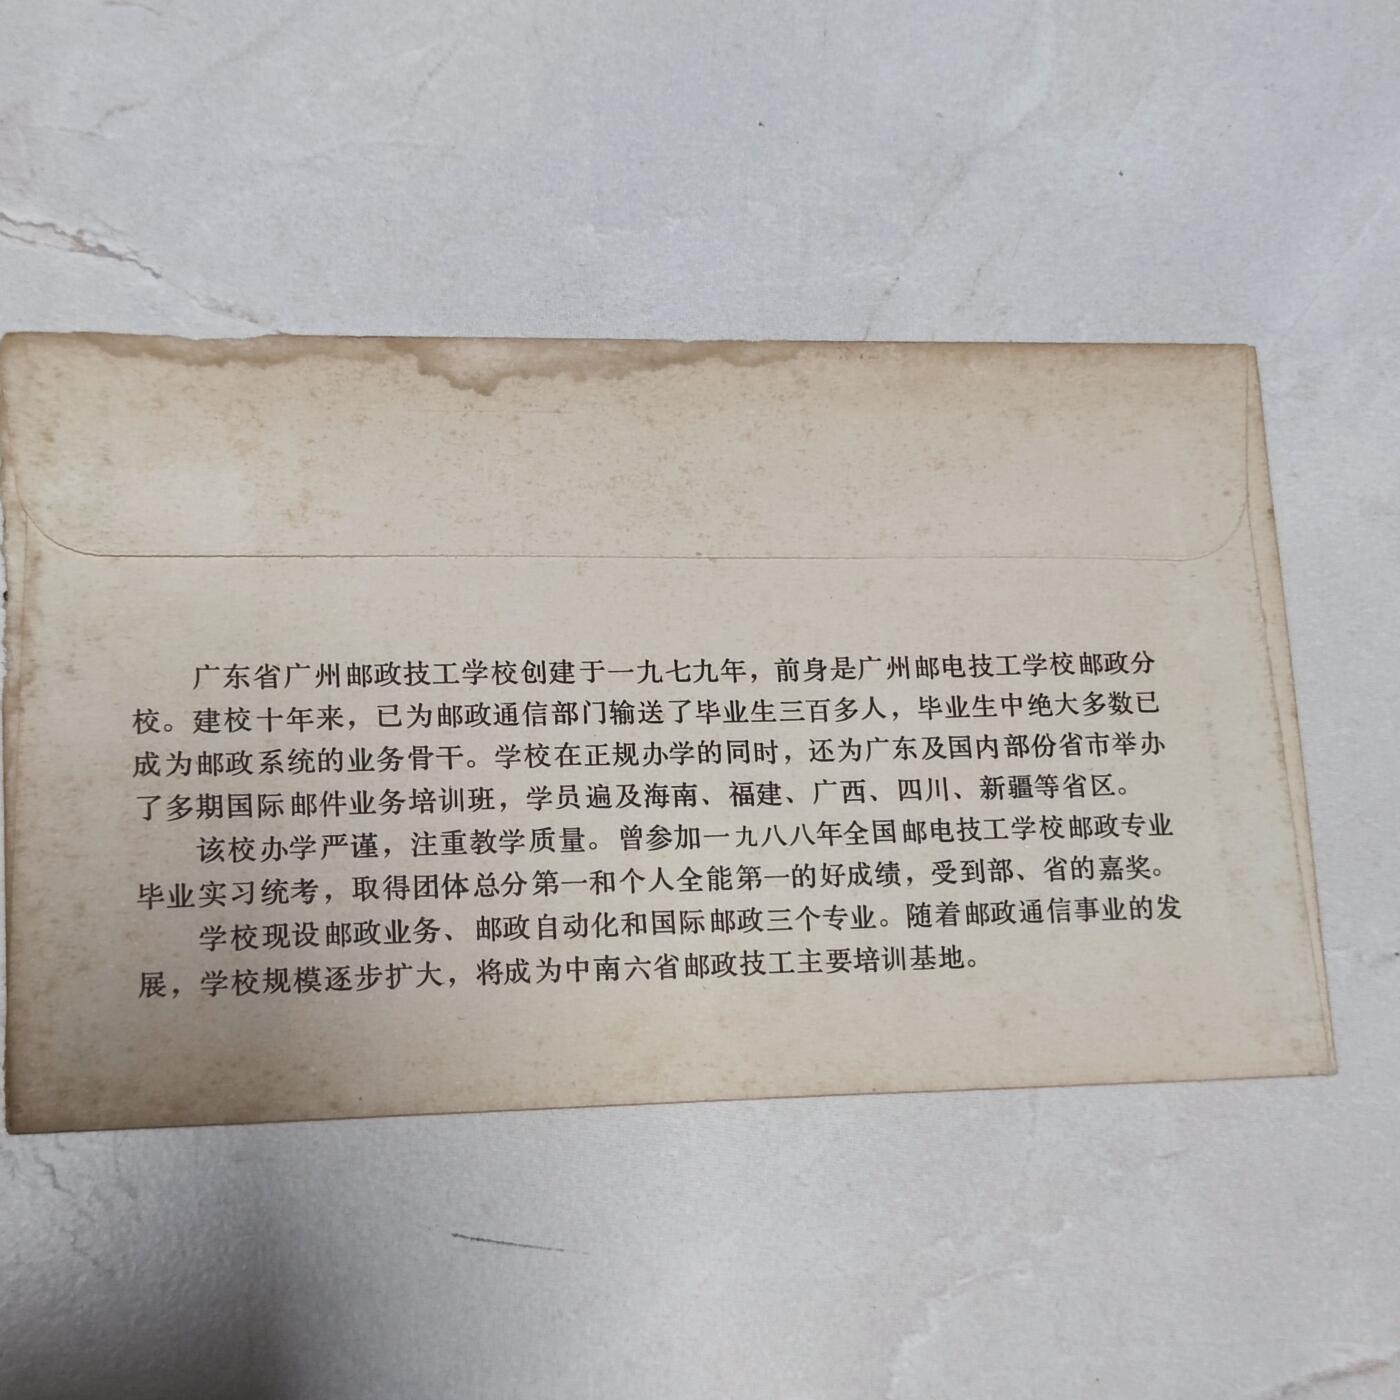 广东省广州邮政技工学校创建于一九七九年，前身是广州邮电技工学校邮政分
校。建校十年来，已为邮政通信部门输送了毕业生三百多人，毕业生中绝大多数已
成为邮政系统的业务骨干。学校在正规办学的同时，还为广东及国内部份省市举办
了多期国际邮件业务培训班，学员遍及海南、福建、广西、四川、新疆等省区。
该校办学严谨，注重教学质量。曾参加一九八八年全国邮电技工学校邮政专业
毕业实习统考，取得团体总分第一和个人全能第一的好成绩，受到部、省的嘉奖。
学校现设邮政业务、邮政自动化和国际邮政三个专业。随着邮政通信事业的发
展，学校规模逐步扩大，将成为中南六省邮政技工主要培训基地。